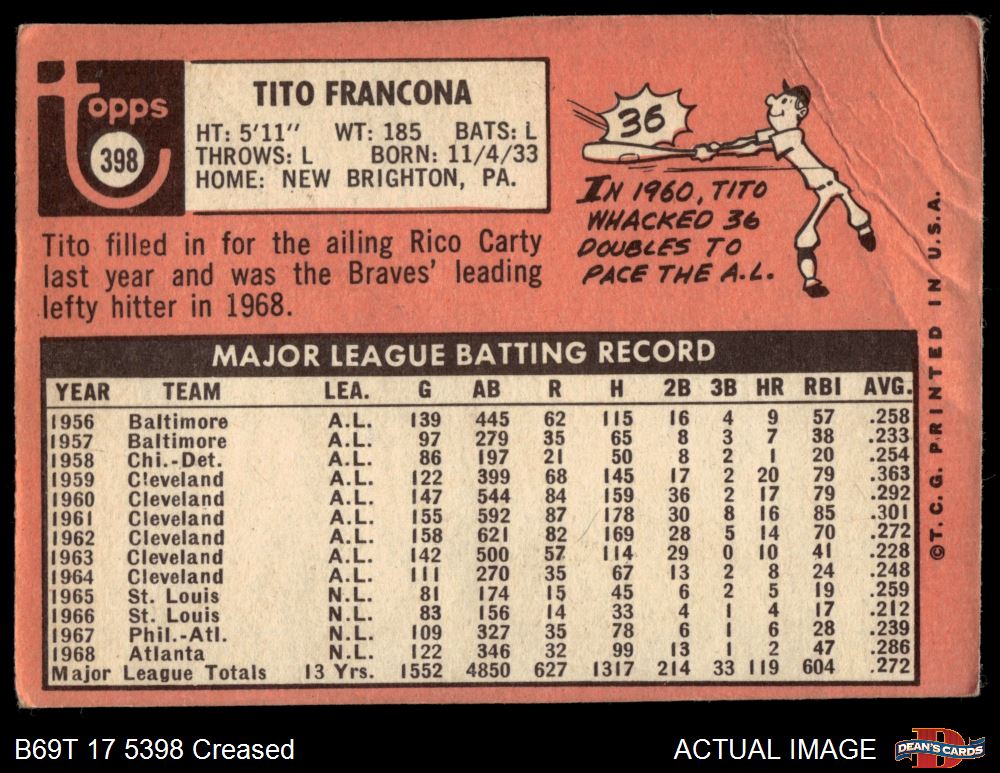 topps
398
TITO FRANCONA
HT: 5'11" WT: 185 BATS: L
THROWS: L BORN: 11/4/33
HOME: NEW BRIGHTON, PA.
36
IN 1960, TITO
WHACKED 36
DOUBLES TO
PACE THE A.L.
Tito filled in for the ailing Rico Carty
last year and was the Braves' leading
lefty hitter in 1968.
MAJOR LEAGUE BATTING RECORD
YEAR TEAM LEA. G AB R H 2B 3B HR RBI AVG.
1956 Baltimore A.L. 139 445 62 115 16 4 9 57 .258
1957 Baltimore A.L. 97 279 35 65 8 3 7 38 .233
1958 Chi.-Det. A.L. 86 197 21 50 8 2 1 20 .254
1959 Cleveland A.L. 122 399 68 145 17 2 20 79 .363
1960 Cleveland A.L. 147 544 84 159 36 2 17 79 .292
1961 Cleveland A.L. 155 592 87 178 30 8 16 85 .301
1962 Cleveland A.L. 158 621 82 169 28 5 14 70 .272
1963 Cleveland A.L. 142 500 57 114 29 0 10 41 .228
1964 Cleveland A.L. 111 270 35 67 13 2 8 24 .248
1965 St. Louis N.L. 81 174 15 45 6 2 5 19 .259
1966 St. Louis N.L. 83 156 14 33 4 1 4 17 .212
1967 Phil.-Atl. N.L. 109 327 35 78 6 1 6 28 .239
1968 Atlanta N.L. 122 346 32 99 13 1 2 47 .286
Major League Totals 13 Yrs. 1552 4850 627 1317 214 33 119 604 .272
©T. C. G. PRINTED IN U.S.A.
B69T 17 5398 Creased
ACTUAL IMAGE
DEAN'S CARDS